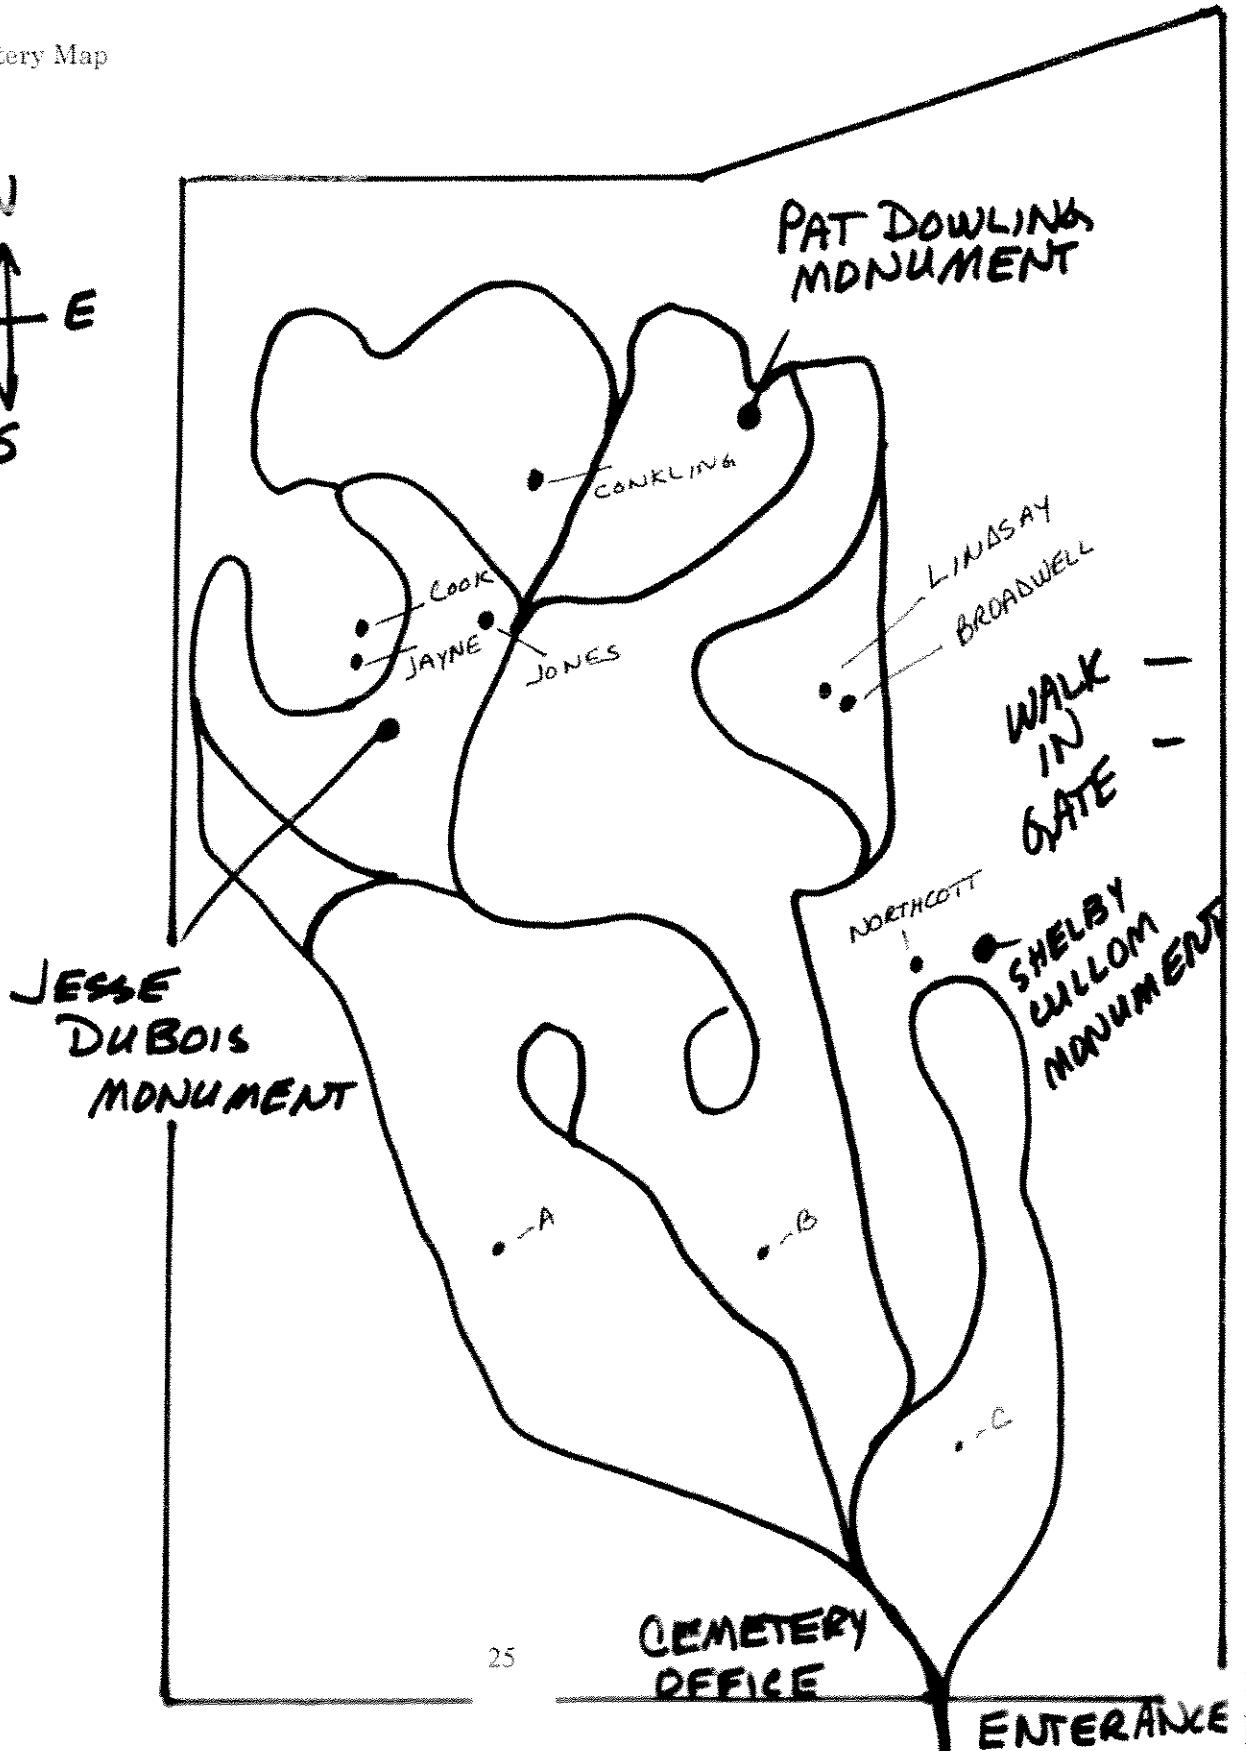 tery Map
N
E
S
PAT DOWLING
MONUMENT
CONKLING
COOK
JAYNE
JONES
LINDSAY
BROADWELL
WALK
IN
GATE
NORTHCOTT
SHELBY
CULLOM
MONUMENT
JESSE
DUBOIS
MONUMENT
A
B
C
CEMETERY
OFFICE
25
ENTERANCE